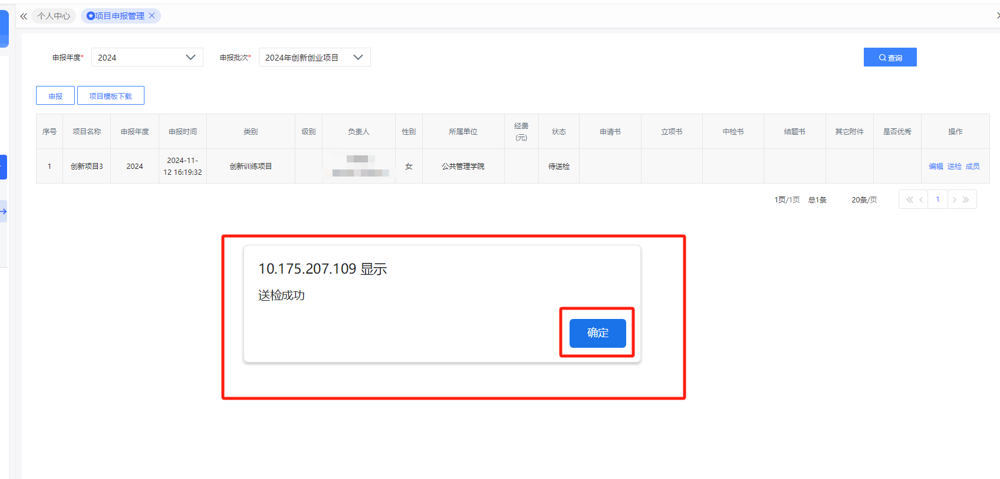 个人中心 项目申报管理
申报年度* 2024 申报批次* 2024年创新创业项目 查询
申报 项目模板下载
序号 项目名称 申报年度 申报时间 类别 级别 负责人 性别 所属单位 经费(元) 状态 申请书 立项书 中检书 结题书 其它附件 是否优秀 操作
1 创新项目3 2024 2024-11-12 16:19:32 创新训练项目 女 公共管理学院 待送检 编辑 送检 成员
1页/1页 总1条 20条/页 1
10.175.207.109 显示
送检成功
确定